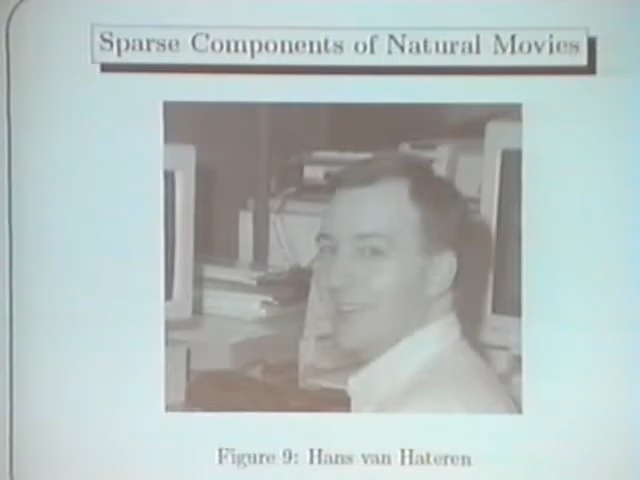 Sparse Components of Natural Movies
Figure 9: Hans van Hateren